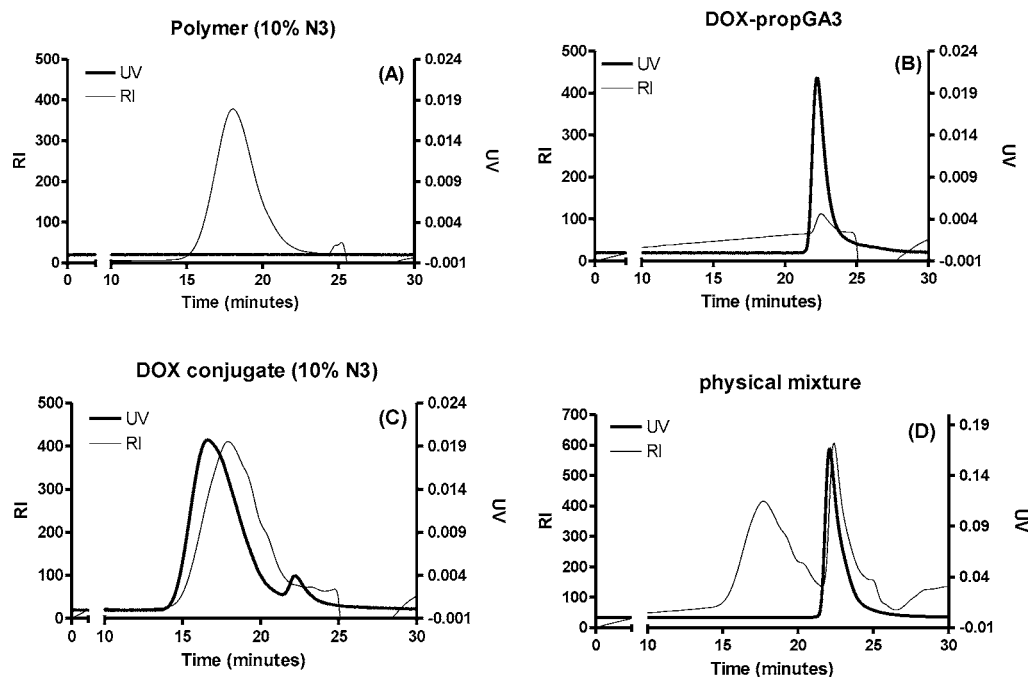 Polymer (10% N3)
(A)
UV
RI
500
400
300
200
100
0
RI
0.024
0.019
0.014
0.009
0.004
-0.001
UV
0 10 15 20 25 30
Time (minutes)
DOX-propGA3
(B)
UV
RI
500
400
300
200
100
0
RI
0.024
0.019
0.014
0.009
0.004
-0.001
UV
0 10 15 20 25 30
Time (minutes)
DOX conjugate (10% N3)
(C)
UV
RI
500
400
300
200
100
0
RI
0.024
0.019
0.014
0.009
0.004
-0.001
UV
0 10 15 20 25 30
Time (minutes)
physical mixture
(D)
UV
RI
700
600
500
400
300
200
100
0
RI
0.19
0.14
0.09
0.04
-0.01
UV
0 10 15 20 25 30
Time (minutes)